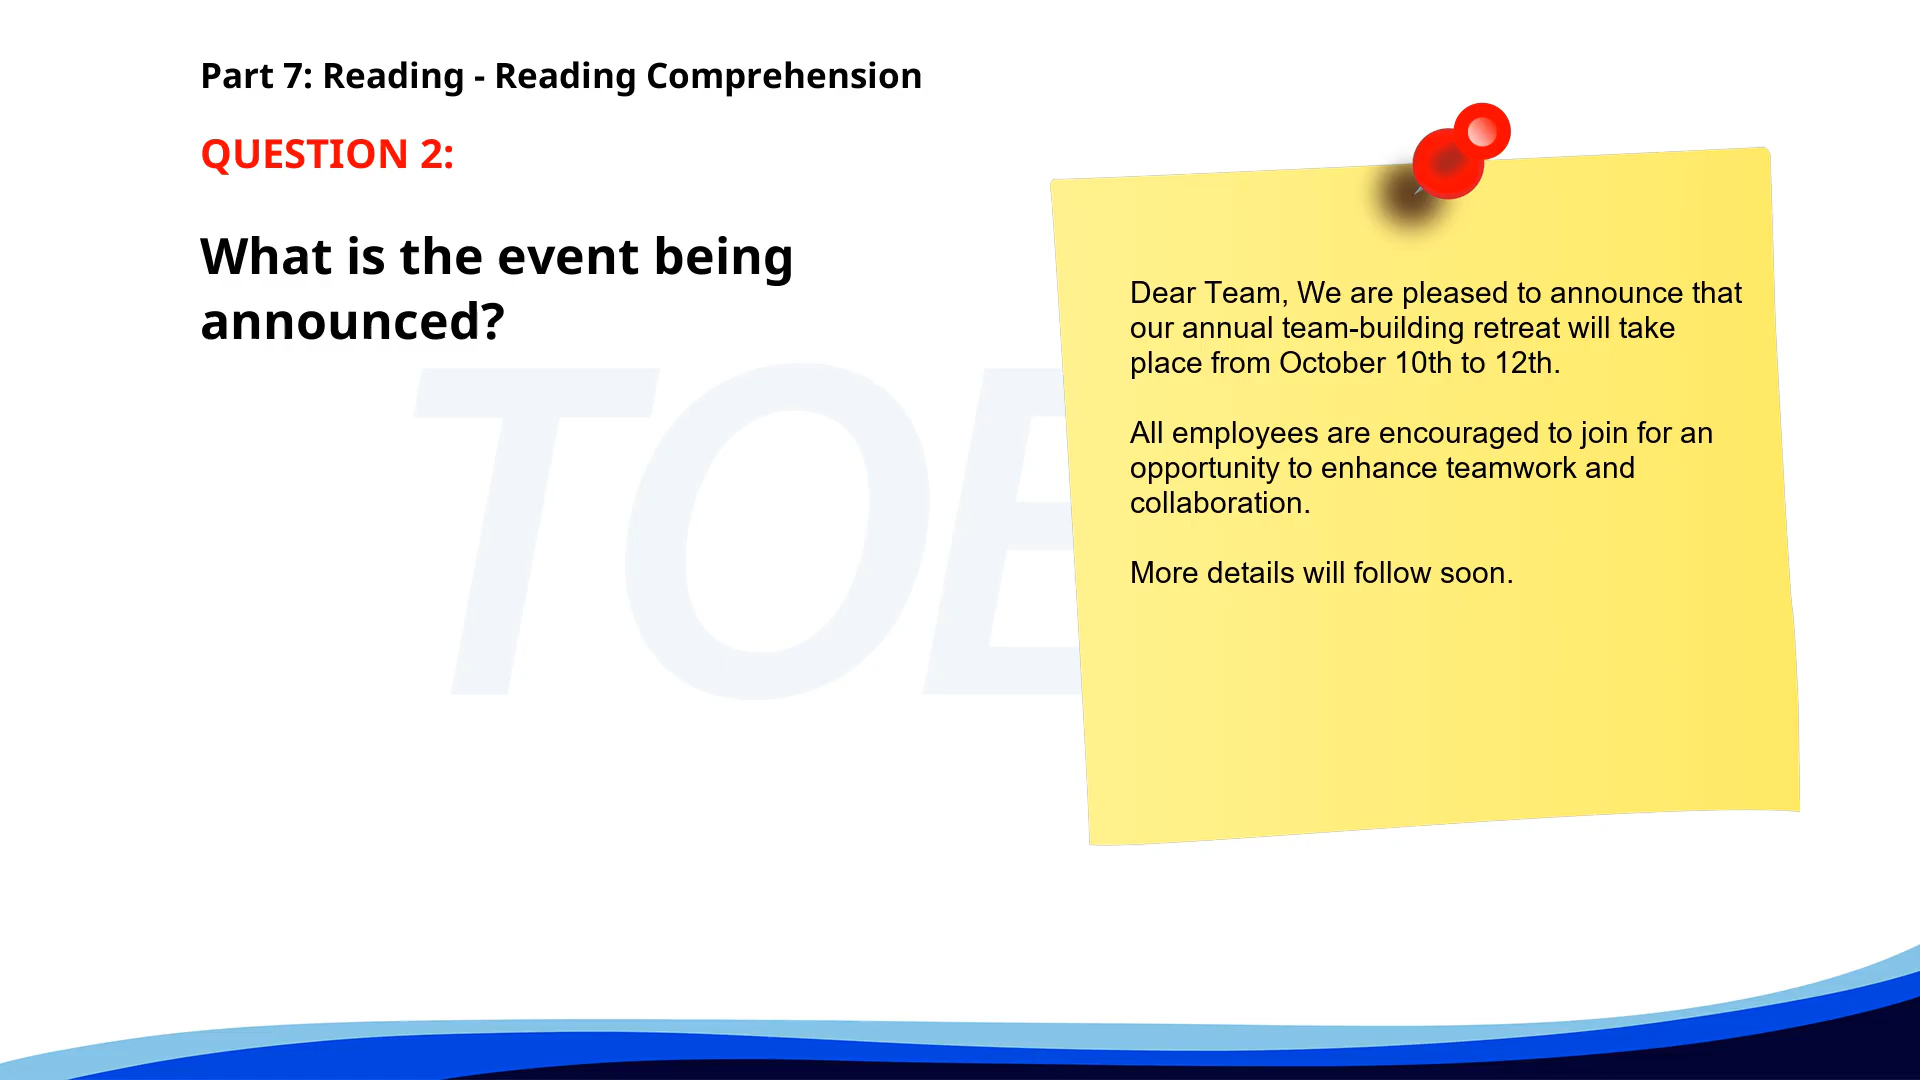 Part 7: Reading - Reading Comprehension
QUESTION 2:
What is the event being
announced?
TOE
Dear Team, We are pleased to announce that
our annual team-building retreat will take
place from October 10th to 12th.
All employees are encouraged to join for an
opportunity to enhance teamwork and
collaboration.
More details will follow soon.